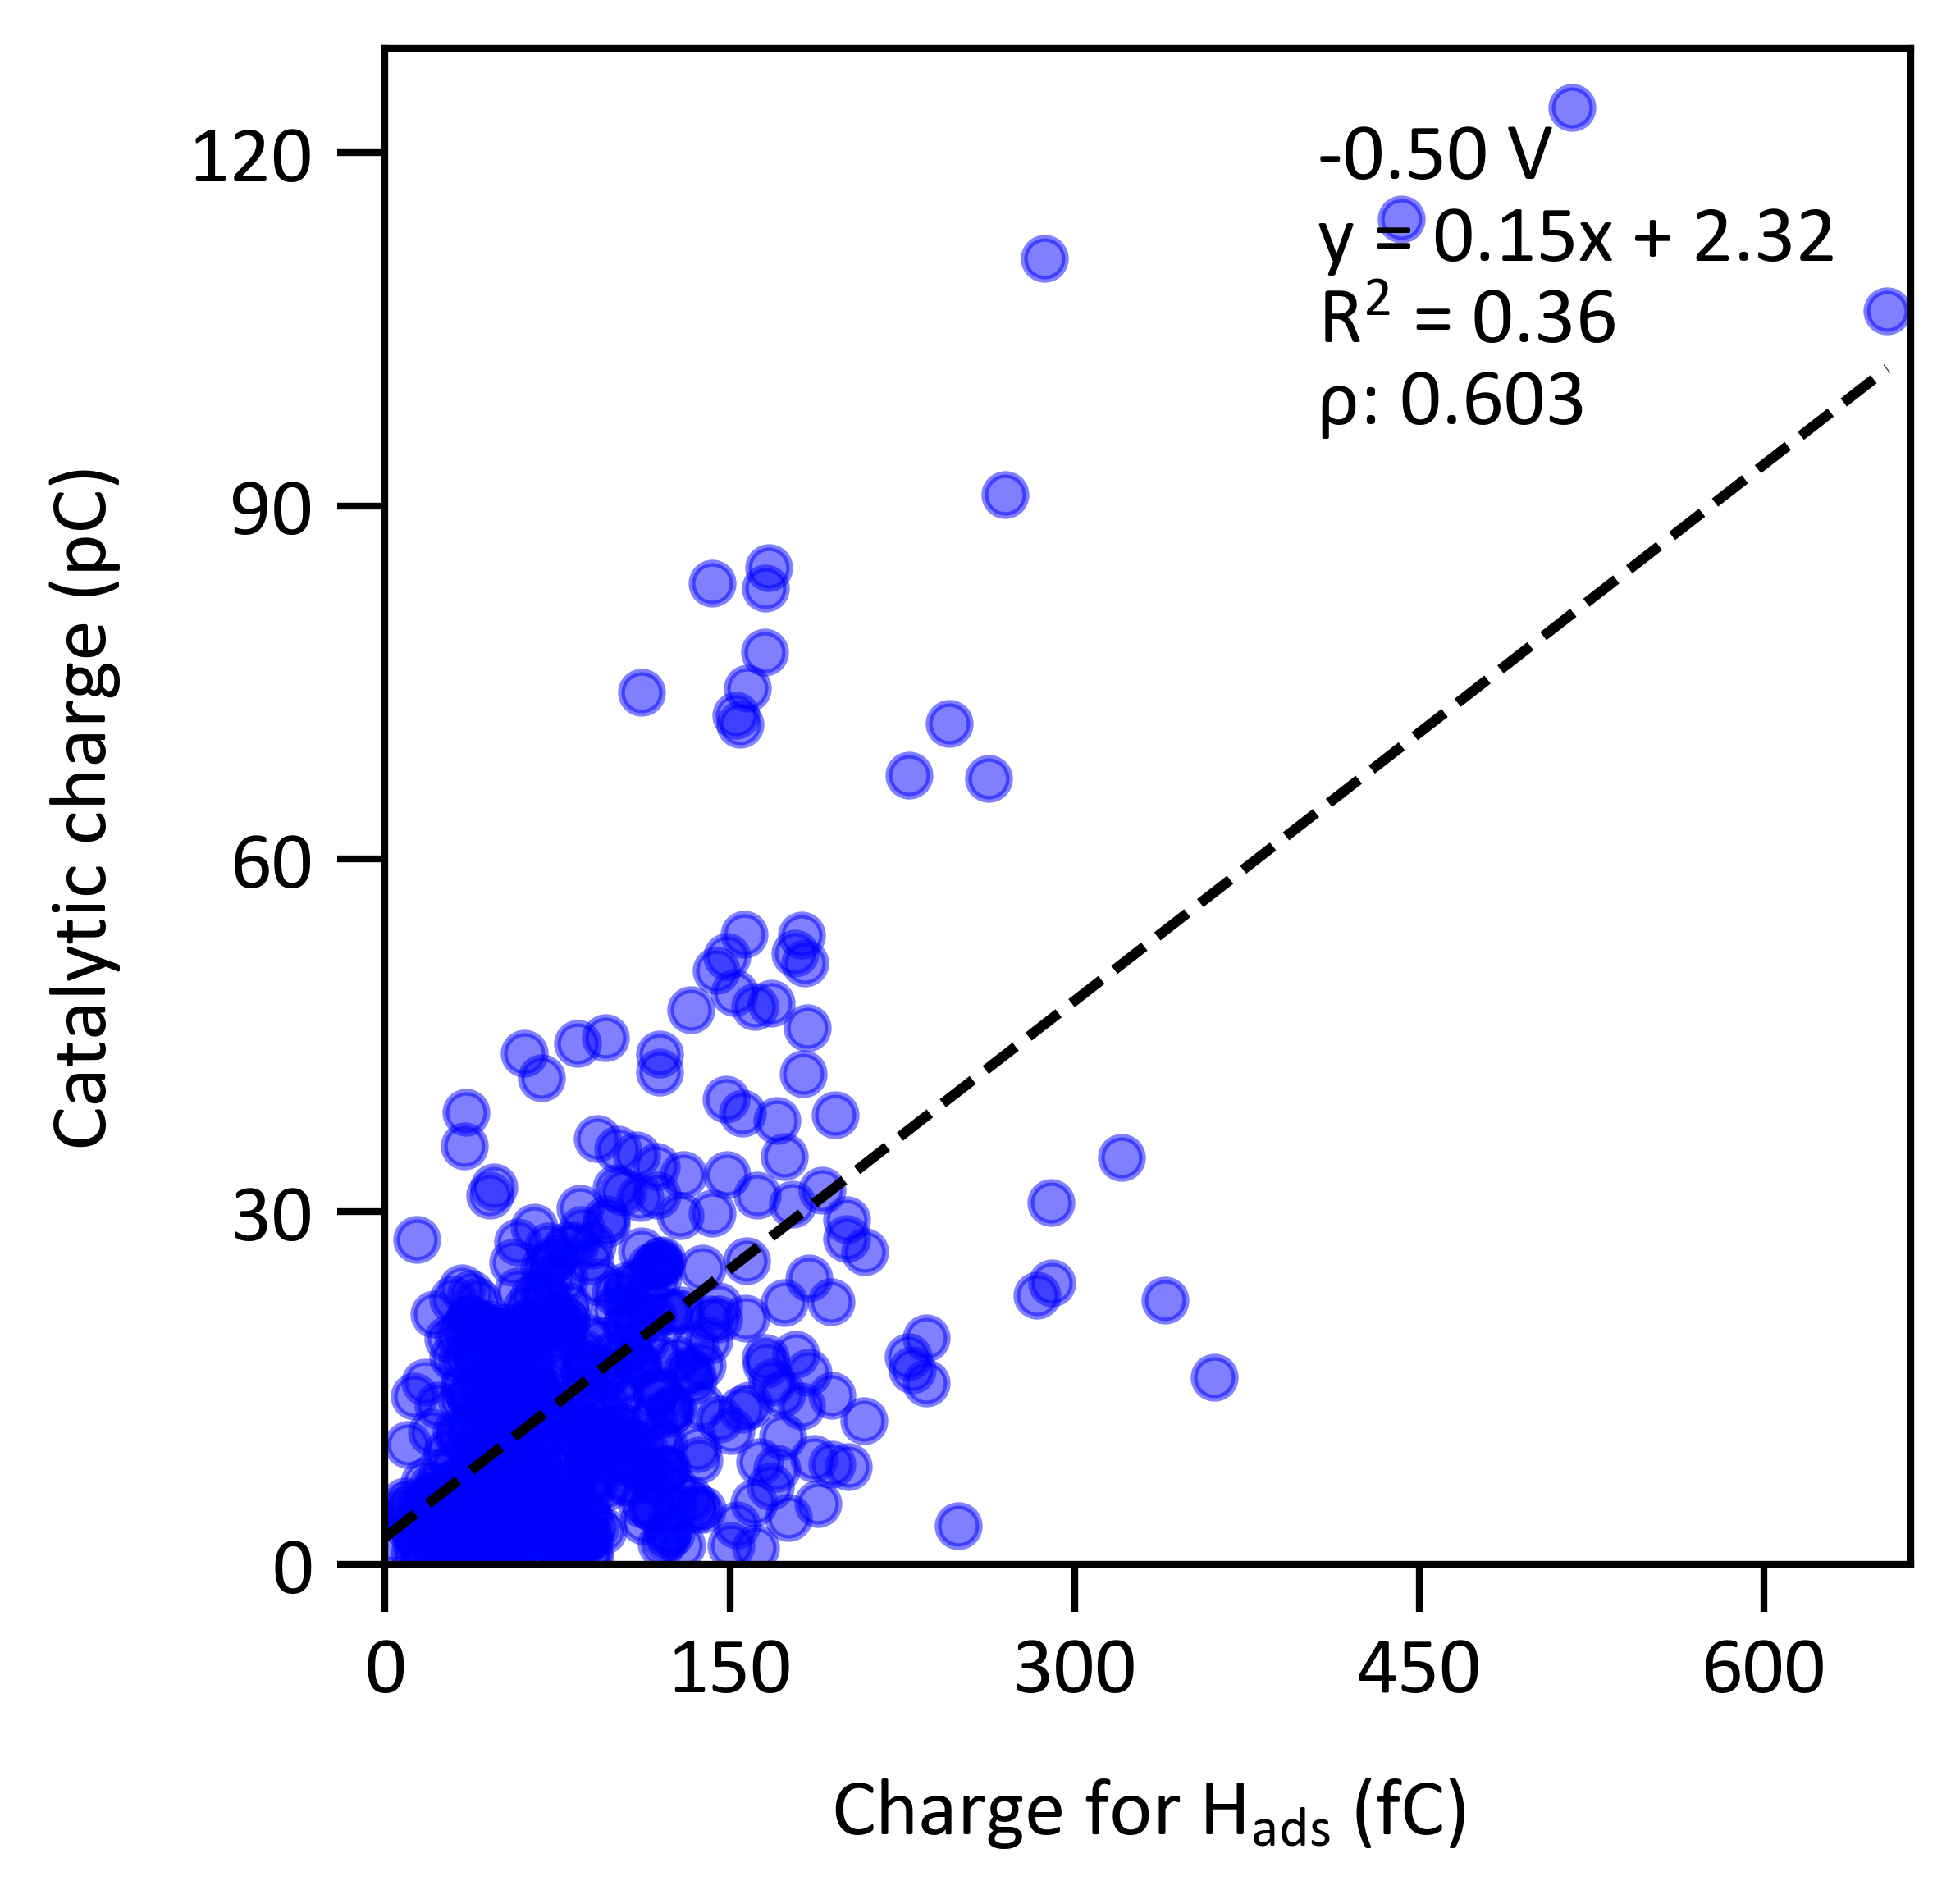 -0.50 V
y = 0.15x + 2.32
R² = 0.36
ρ: 0.603
Catalytic charge (pC)
120
90
60
30
0
0 150 300 450 600
Charge for Hₐds (fC)